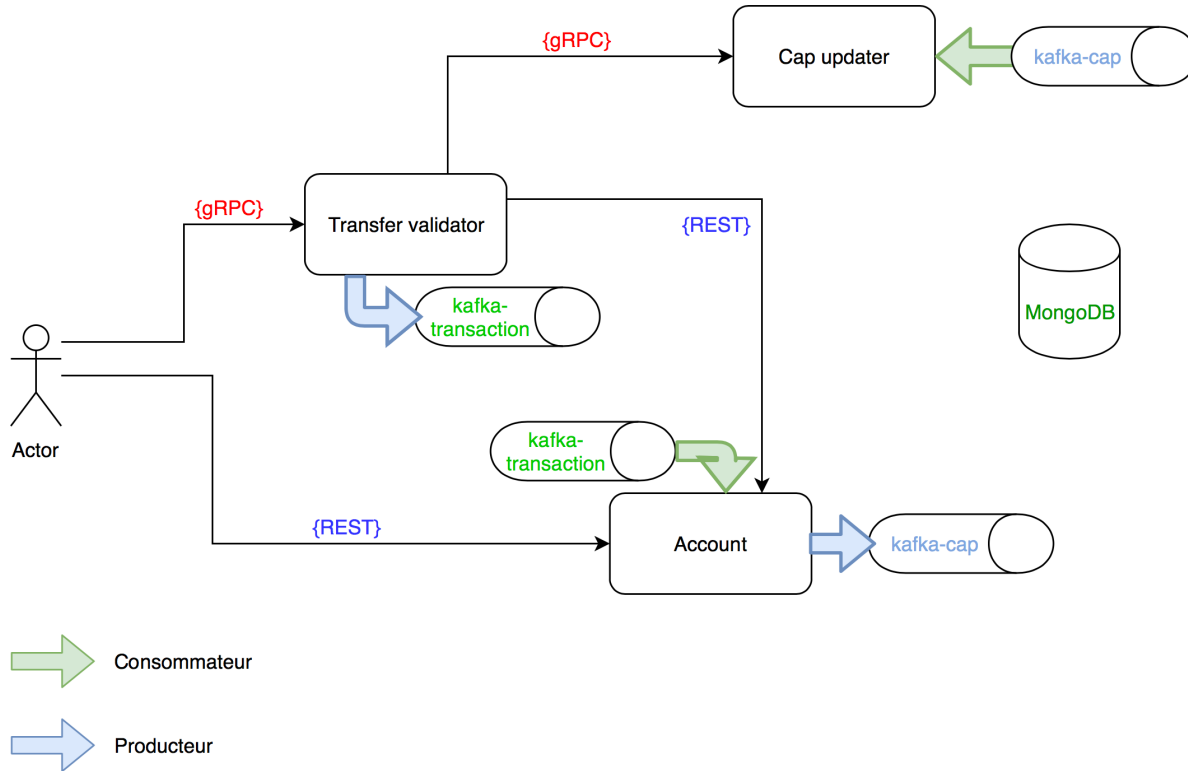 {gRPC}
Cap updater
kafka-cap
{gRPC}
Transfer validator
{REST}
kafka-
transaction
MongoDB
Actor
kafka-
transaction
{REST}
Account
kafka-cap
Consommateur
Producteur